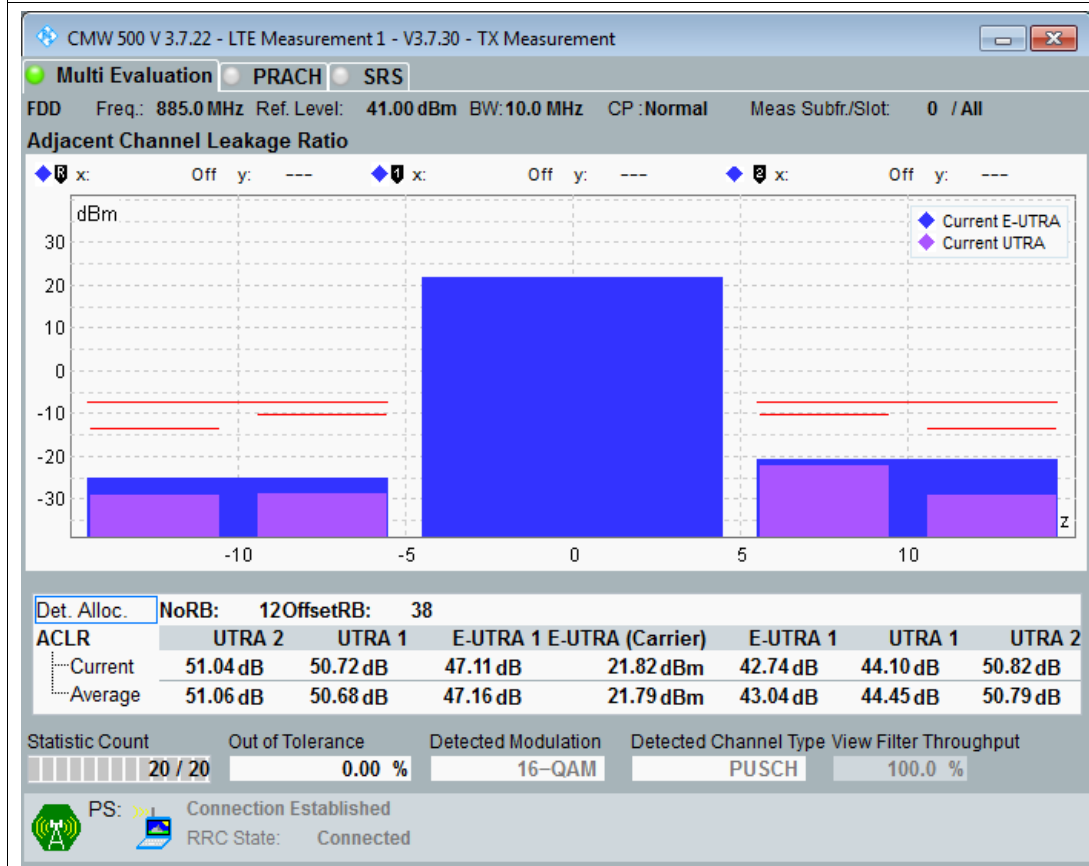 CMW 500 V 3.7.22 - LTE Measurement 1 - V3.7.30 - TX Measurement
Multi Evaluation PRACH SRS
FDD Freq.: 885.0 MHz Ref. Level: 41.00 dBm BW: 10.0 MHz CP : Normal Meas Subfr./Slot: 0 / All
Adjacent Channel Leakage Ratio
R x: Off y: --- 1 x: Off y: --- 2 x: Off y: ---
dBm
Current E-UTRA
Current UTRA
30
20
10
0
-10
-20
-30
z
-10 -5 0 5 10
Det. Alloc. NoRB: 12 OffsetRB: 38
ACLR UTRA 2 UTRA 1 E-UTRA 1 E-UTRA (Carrier) E-UTRA 1 UTRA 1 UTRA 2
Current 51.04 dB 50.72 dB 47.11 dB 21.82 dBm 42.74 dB 44.10 dB 50.82 dB
Average 51.06 dB 50.68 dB 47.16 dB 21.79 dBm 43.04 dB 44.45 dB 50.79 dB
Statistic Count Out of Tolerance Detected Modulation Detected Channel Type View Filter Throughput
20 / 20 0.00 % 16-QAM PUSCH 100.0 %
PS: Connection Established
RRC State: Connected